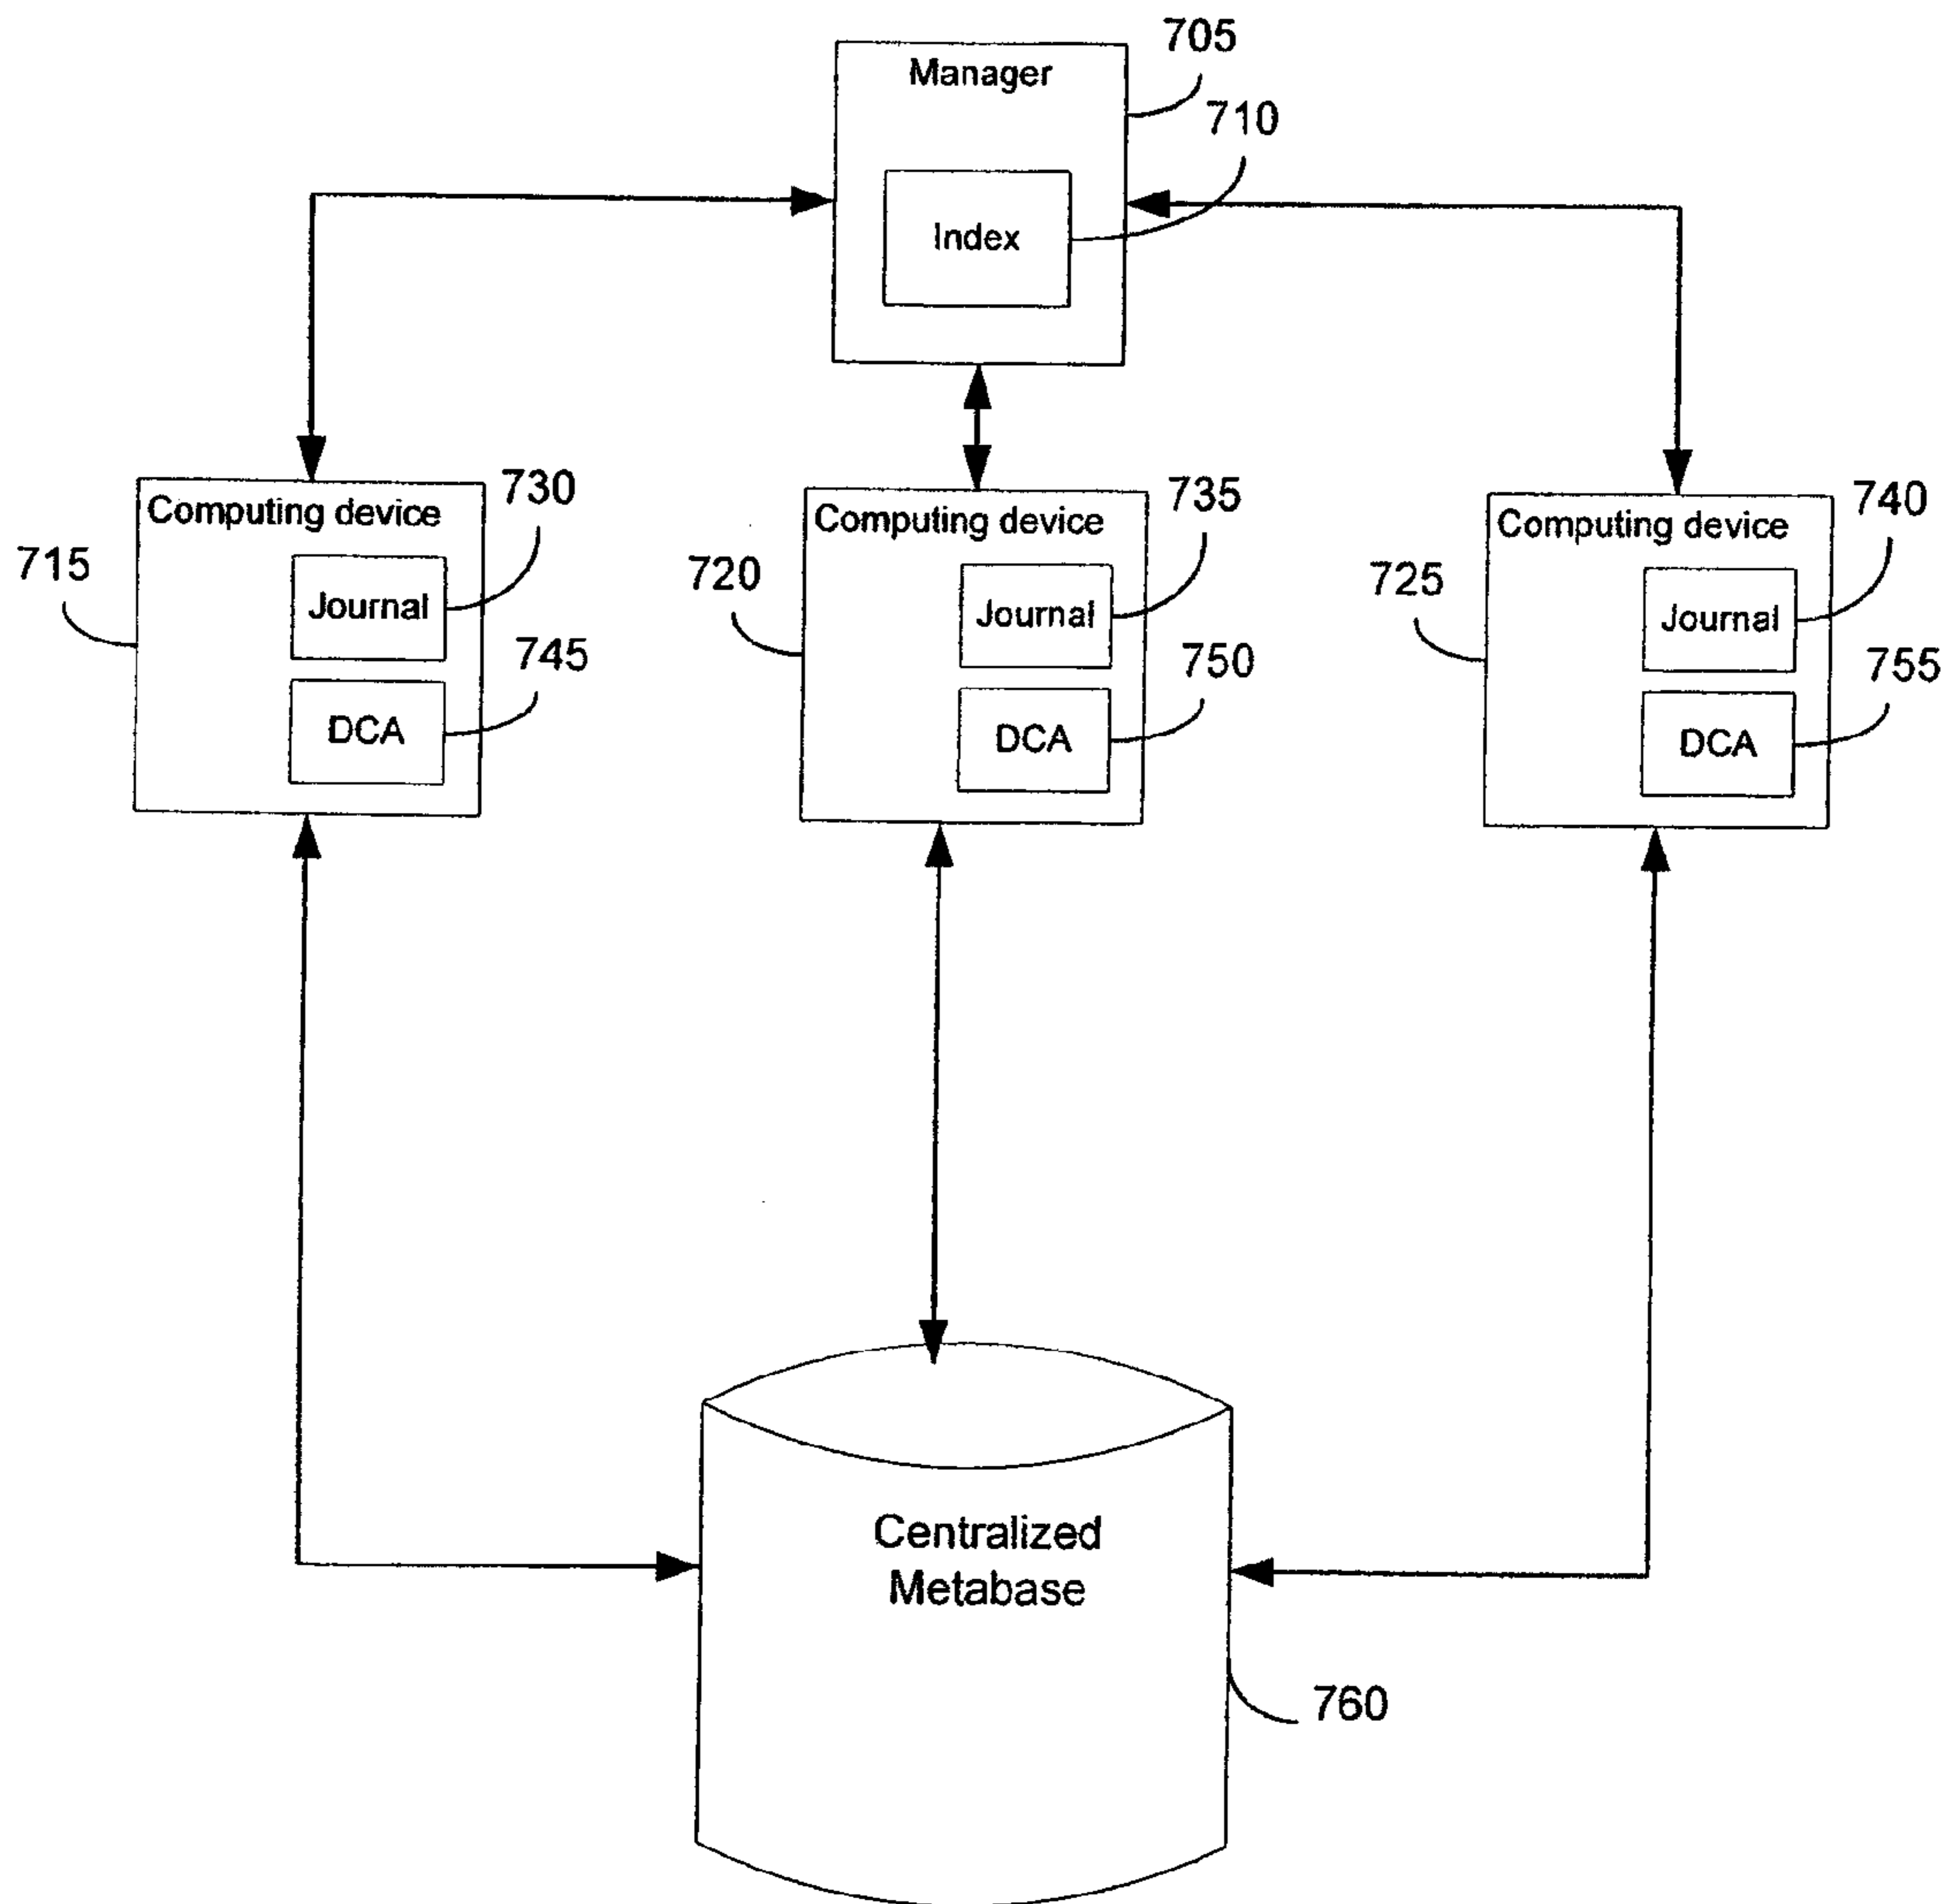 705
Manager
710
Index
Computing device
730
Computing device
735
Computing device
740
715
Journal
720
Journal
725
Journal
745
750
755
DCA
DCA
DCA
Centralized
Metabase
760